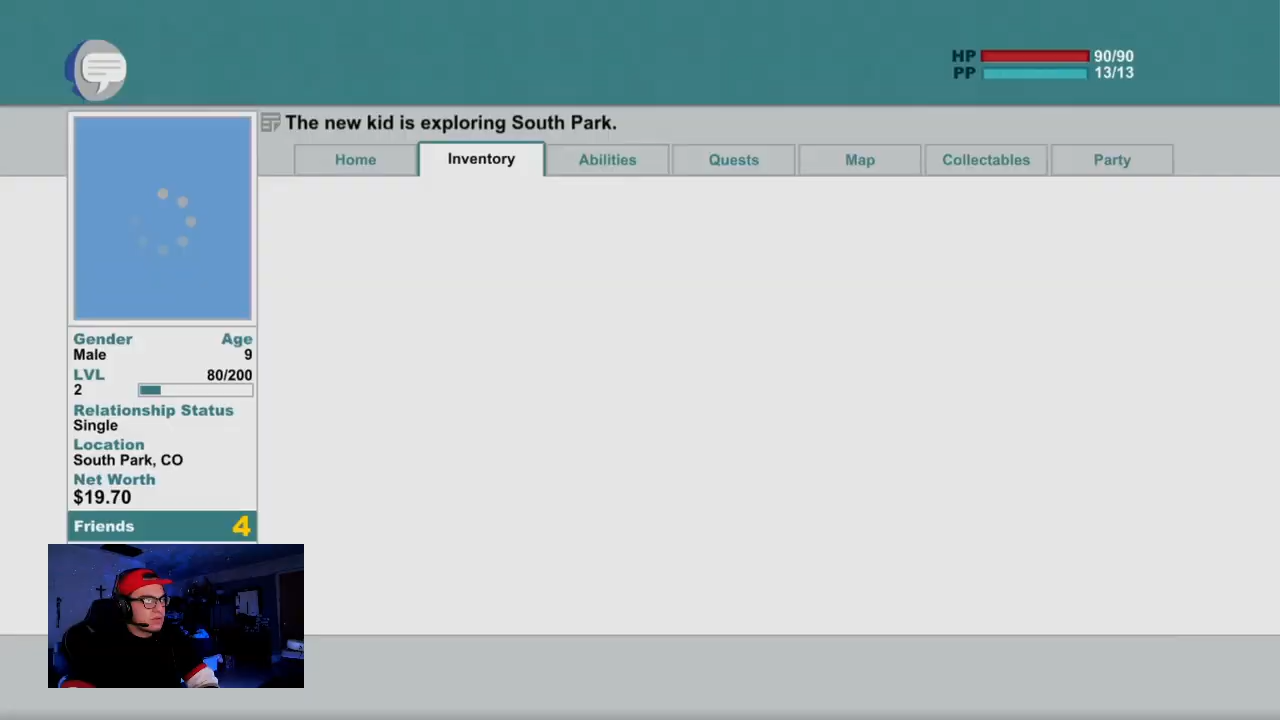 HP 90/90
PP 13/13
The new kid is exploring South Park.
Home Inventory Abilities Quests Map Collectables Party
Gender Age
Male 9
LVL 80/200
2
Relationship Status
Single
Location
South Park, CO
Net Worth
$19.70
Friends 4